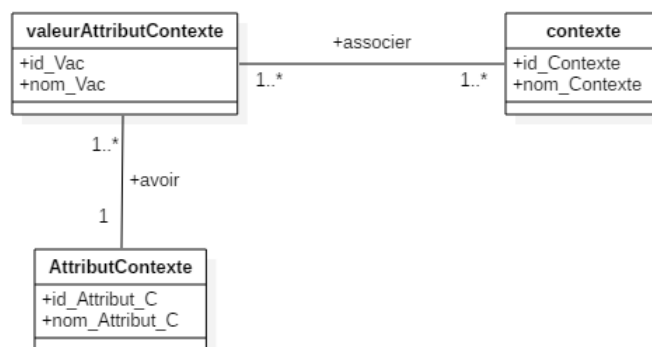 valeurAttributContexte
+id_Vac
+nom_Vac
+associer
1..*
1..*
contexte
+id_Contexte
+nom_Contexte
1..*
+avoir
1
AttributContexte
+id_Attribut_C
+nom_Attribut_C